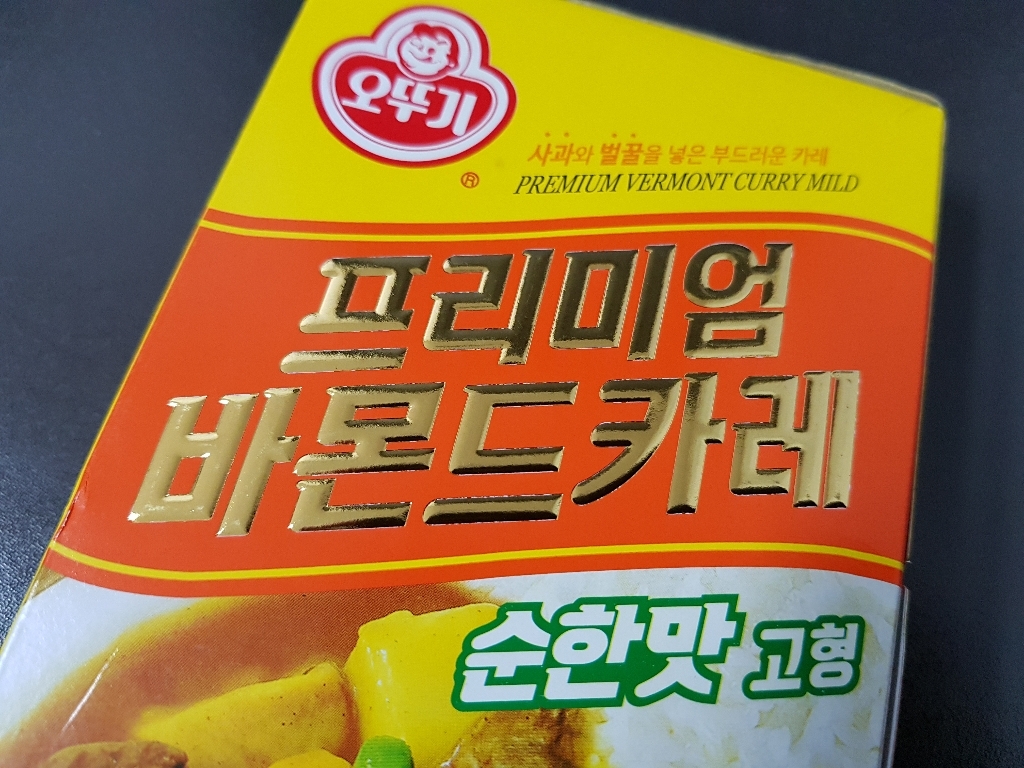 오뚜기
®
사과와 벌꿀을 넣은 부드러운 카레
PREMIUM VERMONT CURRY MILD
프리미엄
바몬드카레
순한맛 고형